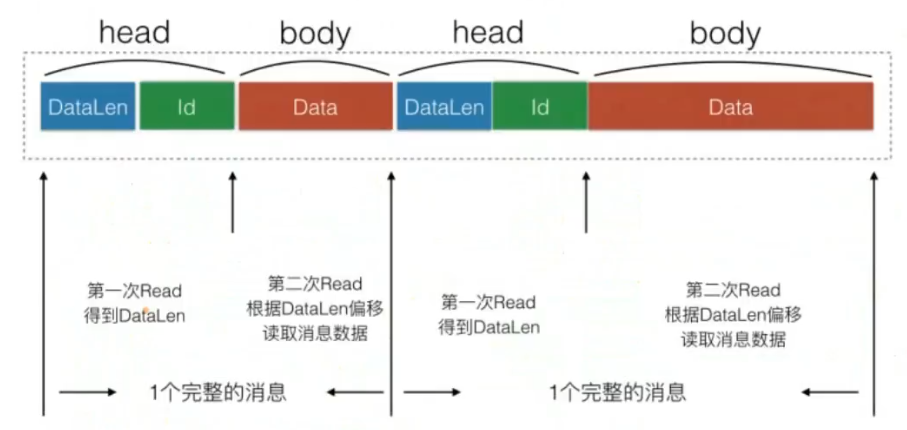 head body head body
DataLen Id Data DataLen Id Data
第一次Read
得到DataLen
第二次Read
根据DataLen偏移
读取消息数据
第一次Read
得到DataLen
第二次Read
根据DataLen偏移
读取消息数据
1个完整的消息 1个完整的消息